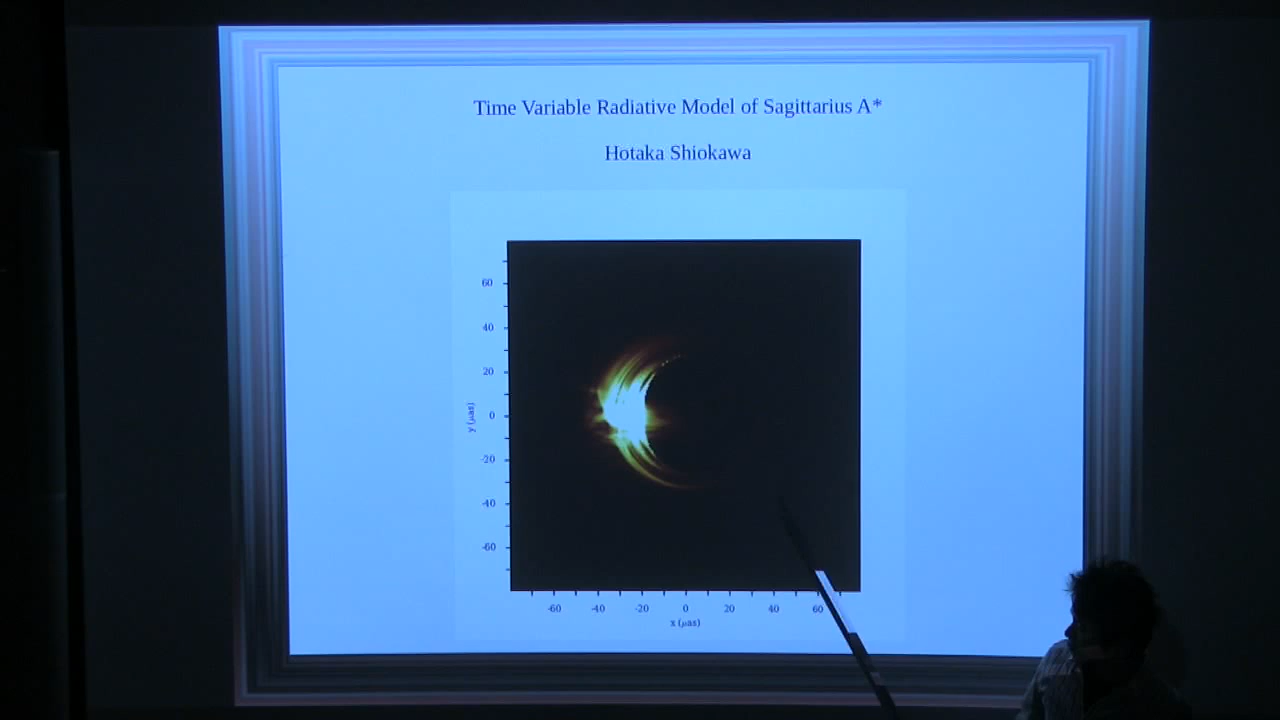 Time Variable Radiative Model of Sagittarius A*
Hotaka Shiokawa
60
40
20
0
-20
-40
-60
y (μas)
-60 -40 -20 0 20 40 60
x (μas)